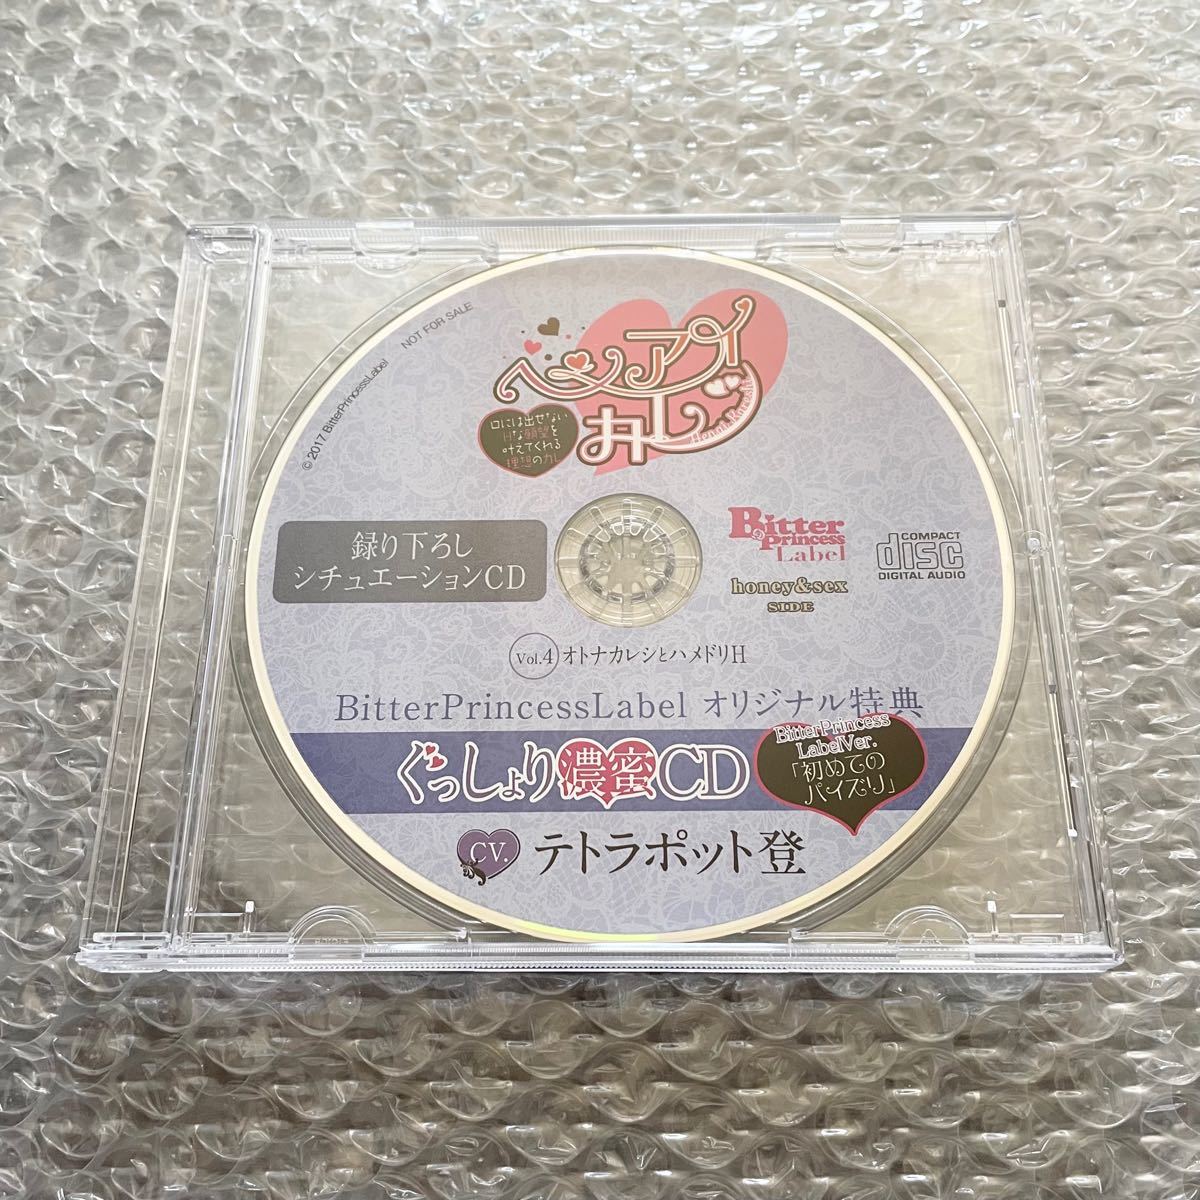 © 2017 BitterPrincessLabel NOT FOR SALE
ヘンアイ
カレシ
Henai Kareshi
口には出せない
Hな願望を
叶えてくれる
理想のカレ
録り下ろし
シチュエーションCD
Bitter
Princess
Label
honey&sex
SIDE
COMPACT
disc
DIGITAL AUDIO
Vol.4 オトナカレシとハメドリH
BitterPrincessLabel オリジナル特典
ぐっしょり濃蜜CD
BitterPrincess
LabelVer.
「初めての
パイズリ」
CV. テトラポット登